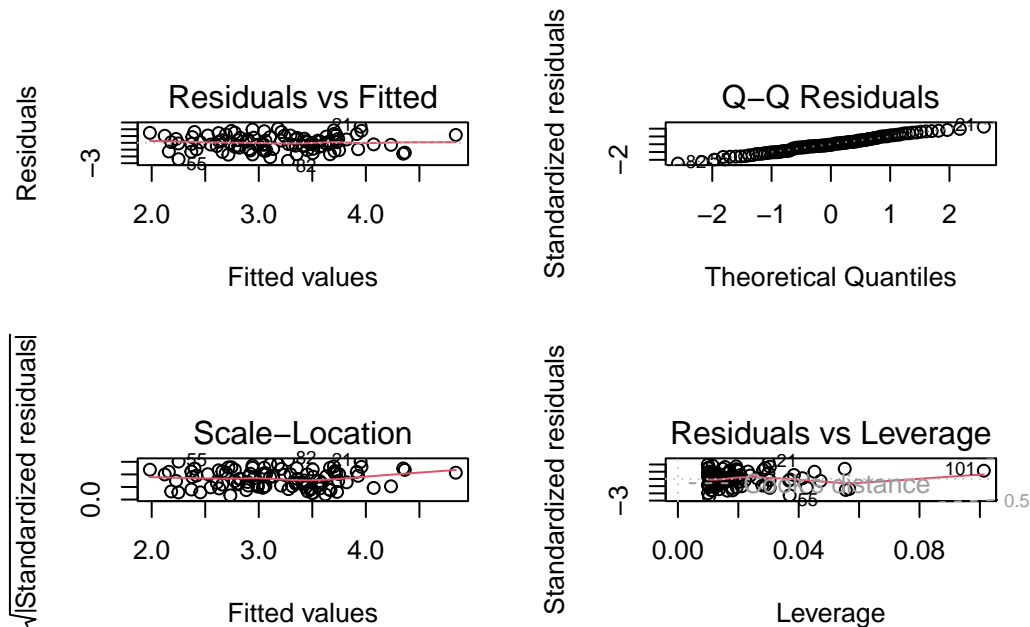 Residuals vs Fitted
Residuals
−3
21
55
82
2.0 3.0 4.0
Fitted values
Q−Q Residuals
Standardized residuals
−2
21
82
−2 −1 0 1 2
Theoretical Quantiles
Scale−Location
√|Standardized residuals|
0.0
55
82
21
2.0 3.0 4.0
Fitted values
Residuals vs Leverage
Standardized residuals
−3
21
101
distance
0.5
55
0.00 0.04 0.08
Leverage